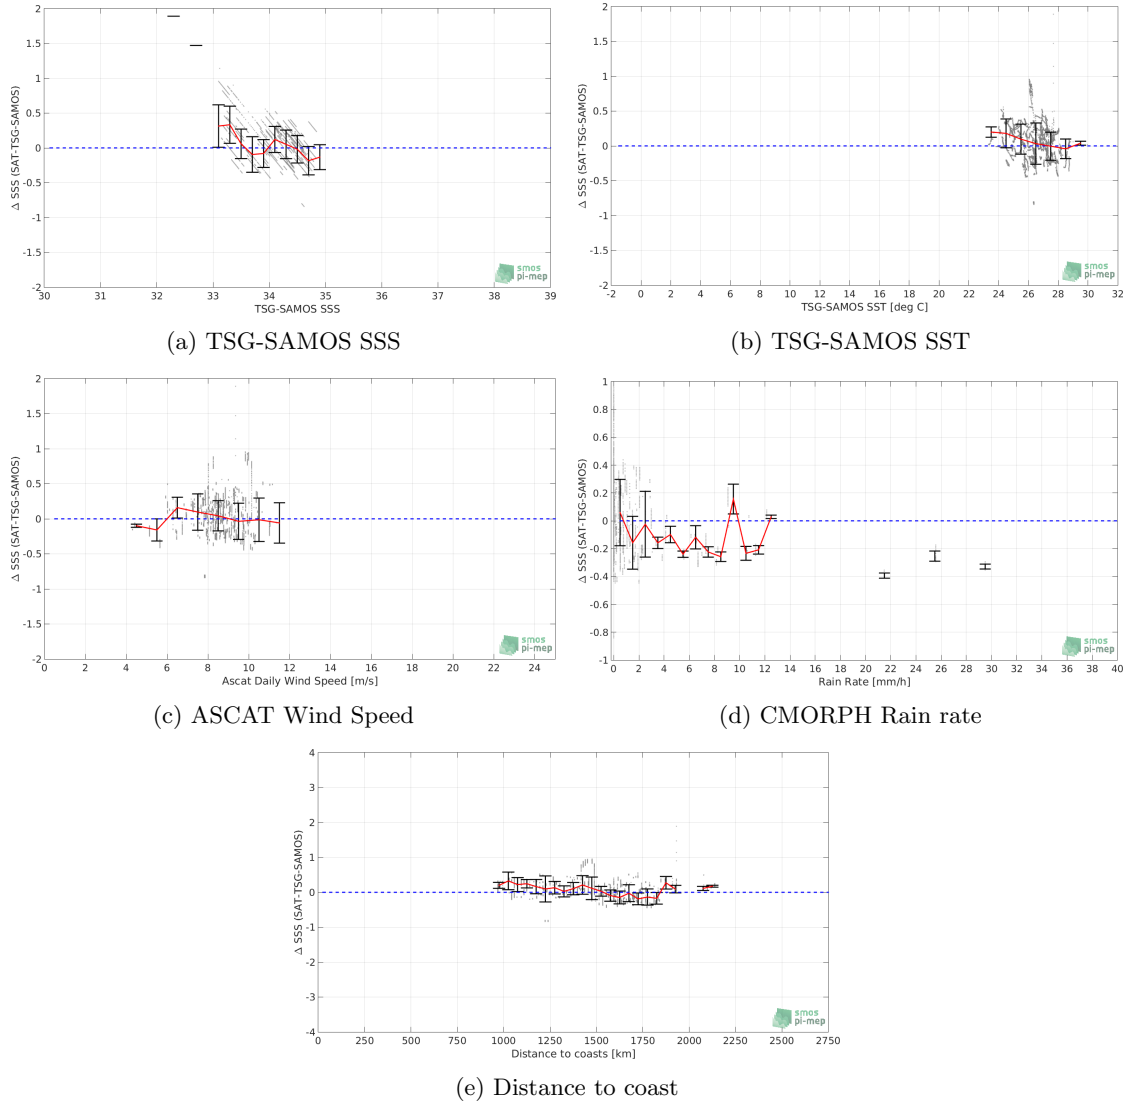 2
1.5
1
0.5
0
-0.5
-1
-1.5
-2
Δ SSS (SAT-TSG-SAMOS)
30 31 32 33 34 35 36 37 38 39
TSG-SAMOS SSS
smos
pi-mep
(a) TSG-SAMOS SSS
2
1.5
1
0.5
0
-0.5
-1
-1.5
-2
Δ SSS (SAT-TSG-SAMOS)
-2 0 2 4 6 8 10 12 14 16 18 20 22 24 26 28 30 32
TSG-SAMOS SST [deg C]
smos
pi-mep
(b) TSG-SAMOS SST
2
1.5
1
0.5
0
-0.5
-1
-1.5
-2
Δ SSS (SAT-TSG-SAMOS)
0 2 4 6 8 10 12 14 16 18 20 22 24
Ascat Daily Wind Speed [m/s]
smos
pi-mep
(c) ASCAT Wind Speed
1
0.8
0.6
0.4
0.2
0
-0.2
-0.4
-0.6
-0.8
-1
Δ SSS (SAT-TSG-SAMOS)
0 2 4 6 8 10 12 14 16 18 20 22 24 26 28 30 32 34 36 38 40
Rain Rate [mm/h]
smos
pi-mep
(d) CMORPH Rain rate
4
3
2
1
0
-1
-2
-3
-4
Δ SSS (SAT-TSG-SAMOS)
0 250 500 750 1000 1250 1500 1750 2000 2250 2500 2750
Distance to coasts [km]
smos
pi-mep
(e) Distance to coast